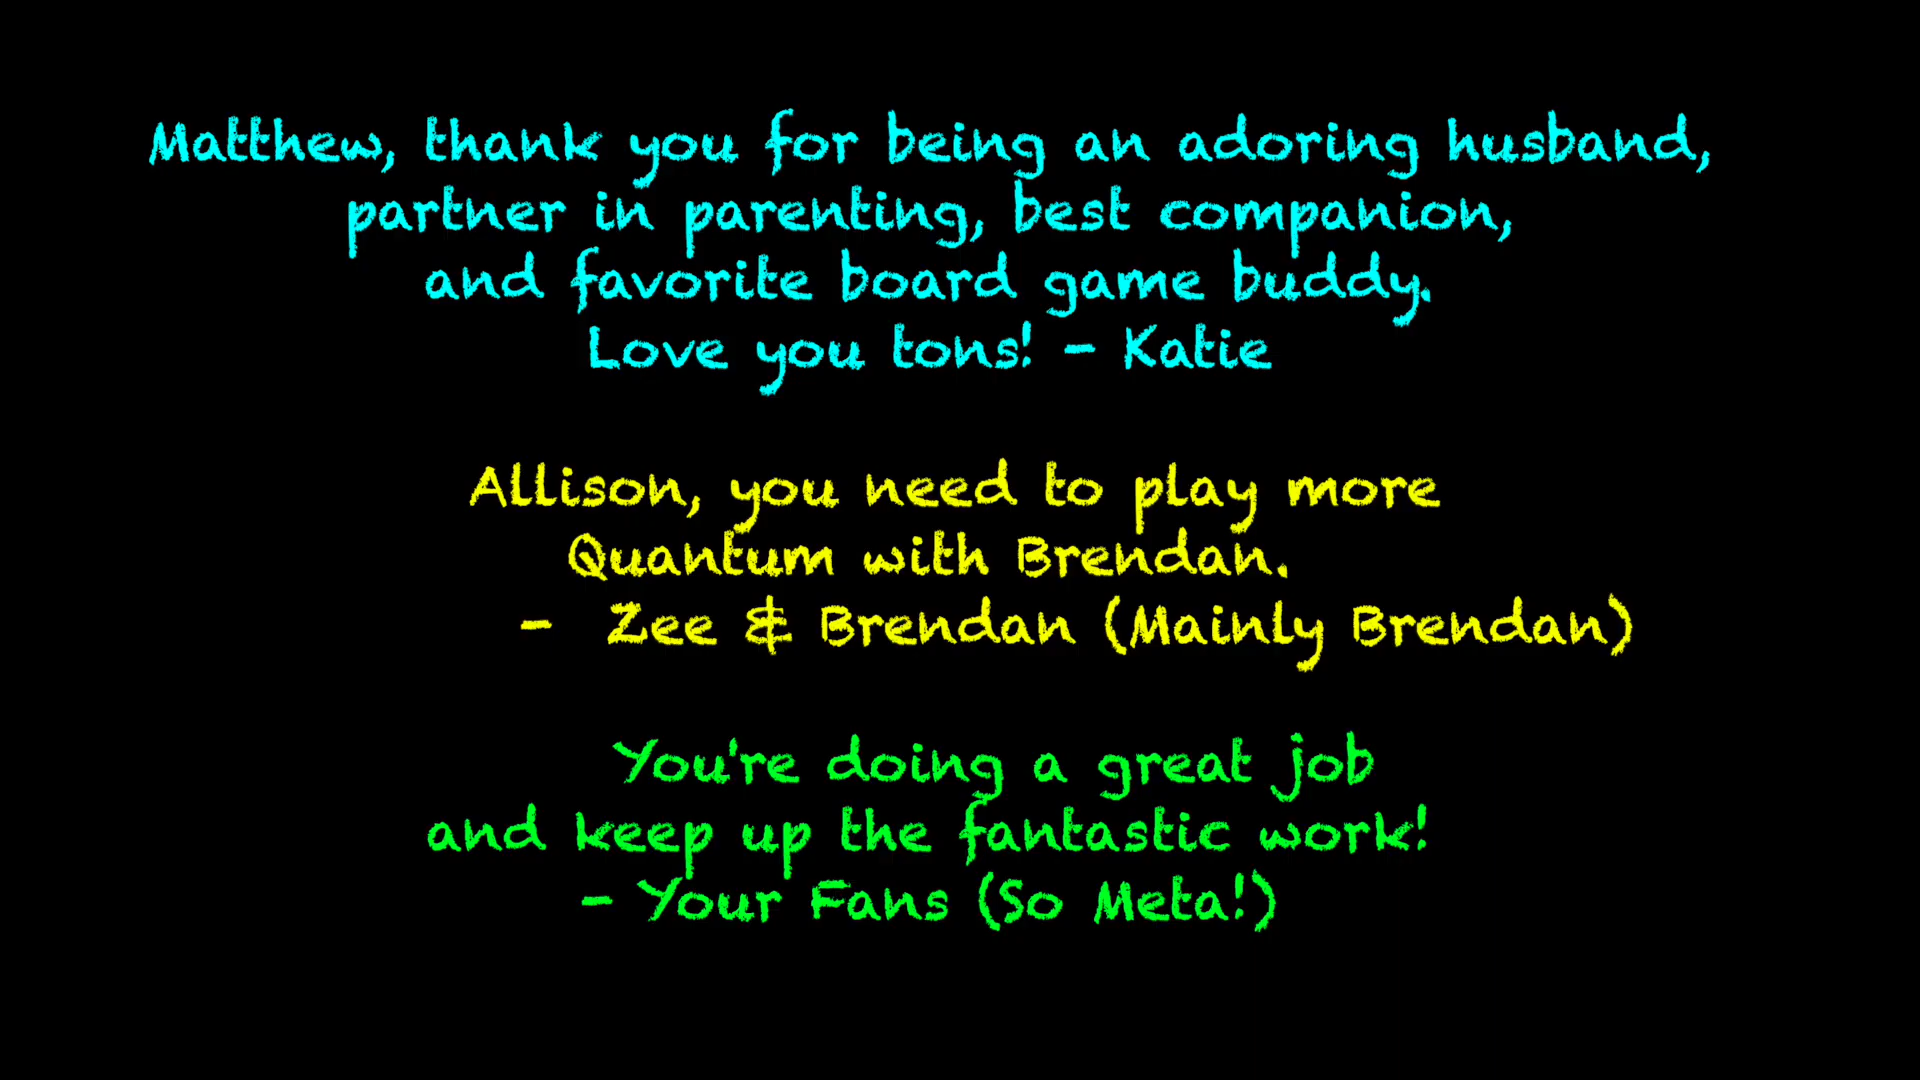 Matthew, thank you for being an adoring husband,
partner in parenting, best companion,
and favorite board game buddy.
Love you tons! - Katie
Allison, you need to play more
Quantum with Brendan.
- Zee & Brendan (Mainly Brendan)
You're doing a great job
and keep up the fantastic work!
- Your Fans (So Meta!)